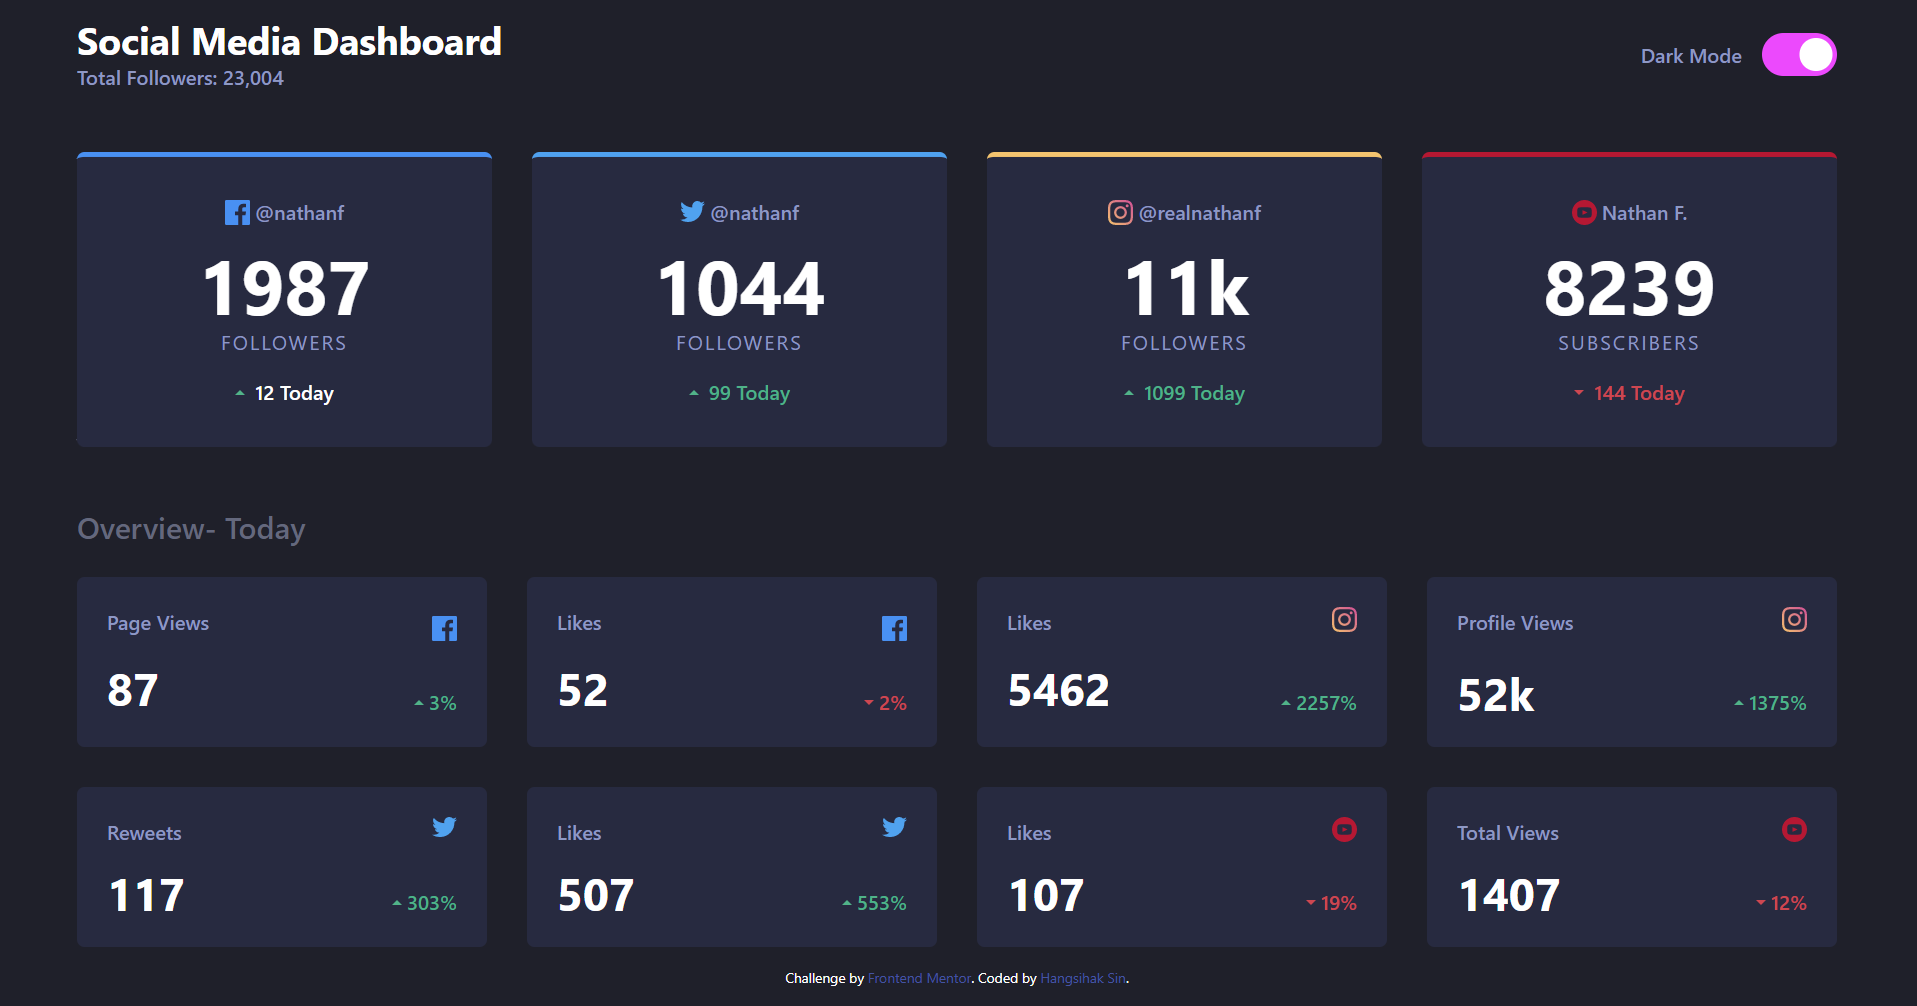 Social Media Dashboard
Total Followers: 23,004
Dark Mode
@nathanf
1987
FOLLOWERS
12 Today
@nathanf
1044
FOLLOWERS
99 Today
@realnathanf
11k
FOLLOWERS
1099 Today
Nathan F.
8239
SUBSCRIBERS
144 Today
Overview- Today
Page Views
87
3%
Likes
52
2%
Likes
5462
2257%
Profile Views
52k
1375%
Reweets
117
303%
Likes
507
553%
Likes
107
19%
Total Views
1407
12%
Challenge by Frontend Mentor. Coded by Hangsihak Sin.